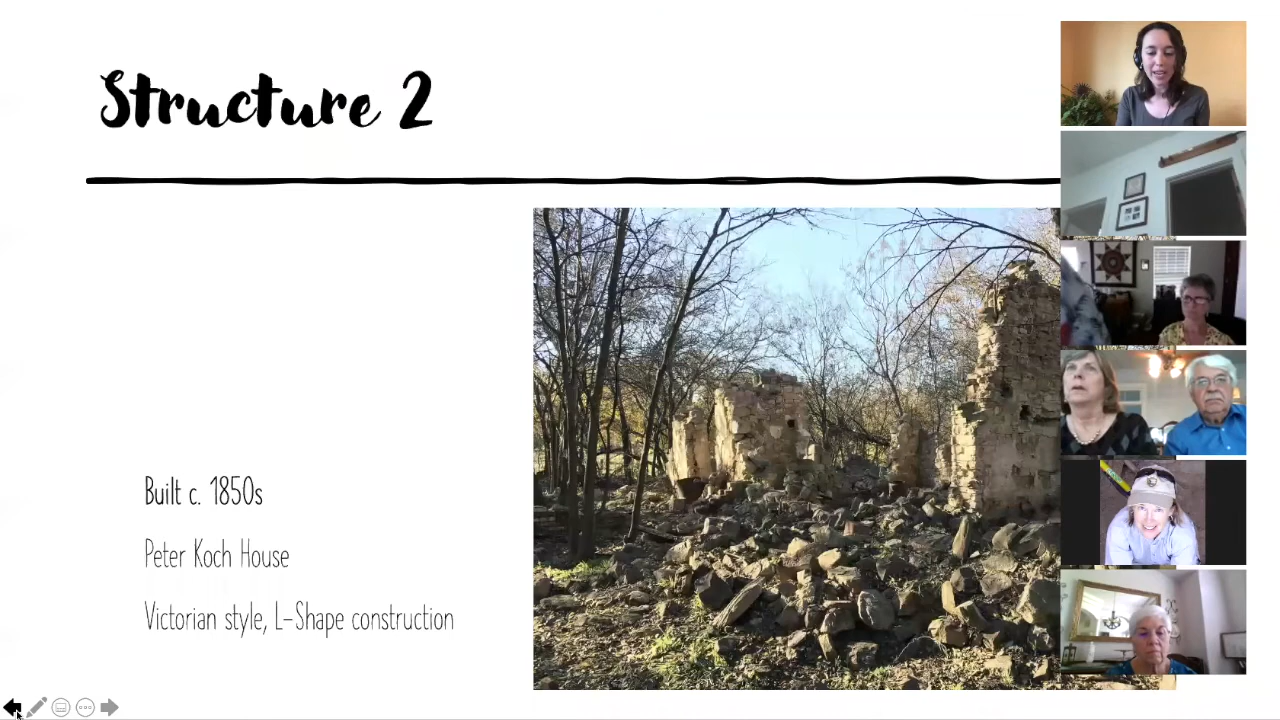 Structure 2
Built c. 1850s
Peter Koch House
Victorian style, L-Shape construction